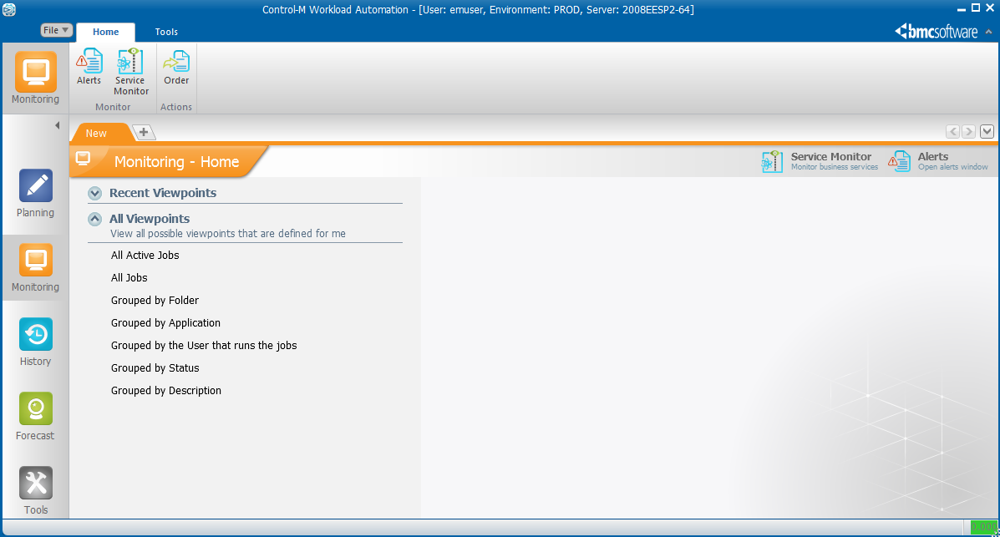 Control-M Workload Automation - [User: emuser, Environment: PROD, Server: 2008EESP2-64]
File
Home
Tools
bmcsoftware
Monitoring
Alerts
Service
Monitor
Order
Monitor
Actions
New
Monitoring - Home
Service Monitor
Monitor business services
Alerts
Open alerts window
Planning
Monitoring
History
Forecast
Tools
Recent Viewpoints
All Viewpoints
View all possible viewpoints that are defined for me
All Active Jobs
All Jobs
Grouped by Folder
Grouped by Application
Grouped by the User that runs the jobs
Grouped by Status
Grouped by Description